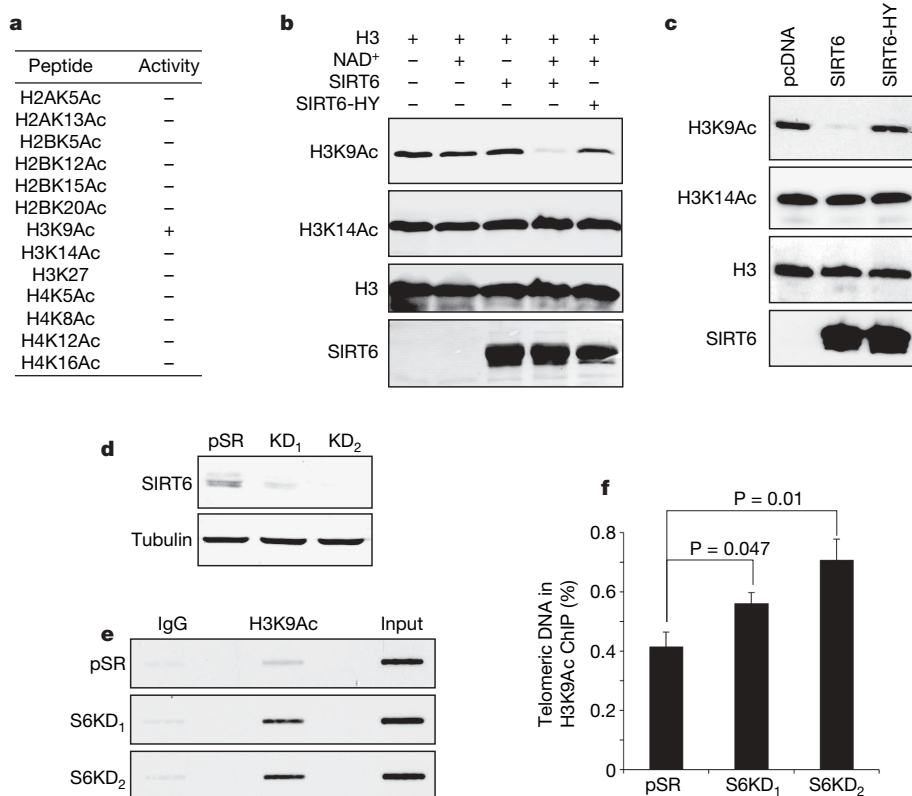 a
Peptide Activity
H2AK5Ac –
H2AK13Ac –
H2BK5Ac –
H2BK12Ac –
H2BK15Ac –
H2BK20Ac –
H3K9Ac +
H3K14Ac –
H3K27 –
H4K5Ac –
H4K8Ac –
H4K12Ac –
H4K16Ac –
b
H3 + + + + +
NAD+ – + – + +
SIRT6 – – + + –
SIRT6-HY – – – – +
H3K9Ac
H3K14Ac
H3
SIRT6
c
pcDNA SIRT6 SIRT6-HY
H3K9Ac
H3K14Ac
H3
SIRT6
d
pSR KD1 KD2
SIRT6
Tubulin
e
IgG H3K9Ac Input
pSR
S6KD1
S6KD2
f
P = 0.01
P = 0.047
Telomeric DNA in
H3K9Ac ChIP (%)
0.8
0.6
0.4
0.2
0
pSR S6KD1 S6KD2